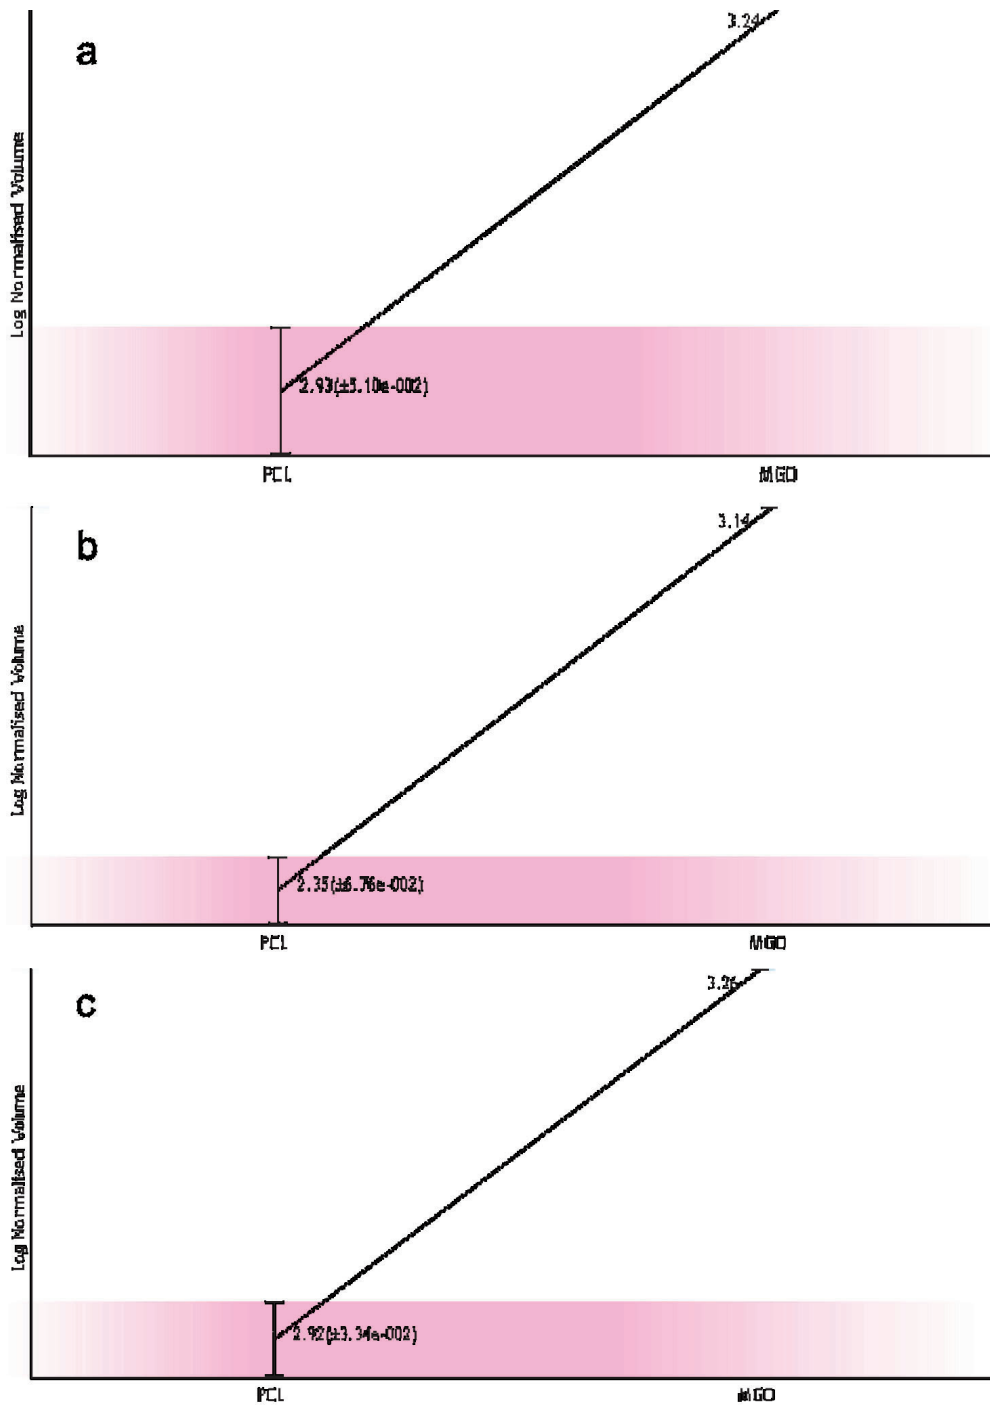 a
3.24
Log Normalised Volume
2.93(±5.10e-002)
PCL
MGO
b
3.14
Log Normalised Volume
2.35(±6.76e-002)
PCL
MGO
c
3.26
Log Normalised Volume
2.92(±3.34e-002)
PCL
MGO